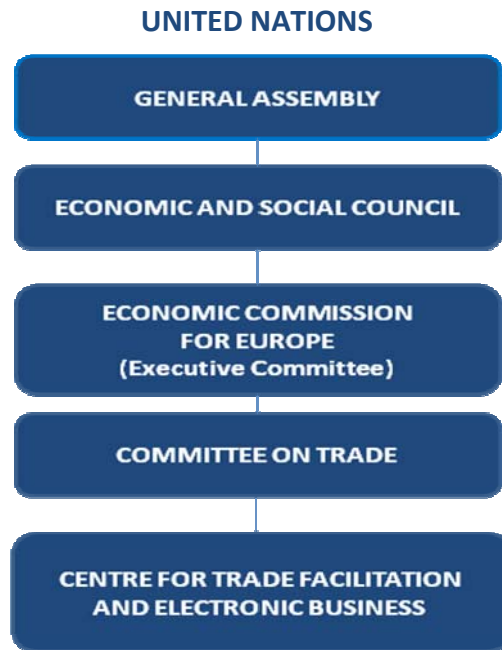 UNITED NATIONS
GENERAL ASSEMBLY
ECONOMIC AND SOCIAL COUNCIL
ECONOMIC COMMISSION
FOR EUROPE
(Executive Committee)
COMMITTEE ON TRADE
CENTRE FOR TRADE FACILITATION
AND ELECTRONIC BUSINESS